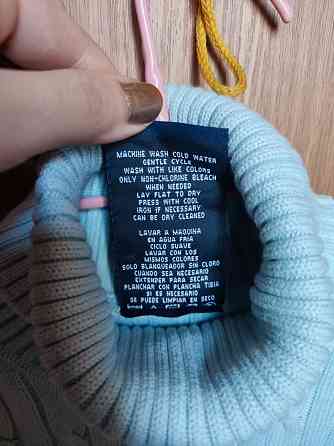 MACHINE WASH COLD WATER
GENTLE CYCLE
WASH WITH LIKE COLORS
ONLY NON-CHLORINE BLEACH
WHEN NEEDED
LAY FLAT TO DRY
PRESS WITH COOL
IRON IF NECESSARY
CAN BE DRY CLEANED
LAVAR A MAQUINA
EN AGUA FRIA
CICLO SUAVE
LAVAR CON LOS
MISMOS COLORES
SOLO BLANQUEADOR SIN CLORO
CUANDO SEA NECESARIO
EXTENDER PARA SECAR
PLANCHAR CON PLANCHA TIBIA
SI ES NECESARIO
SE PUEDE LIMPIAR EN SECO